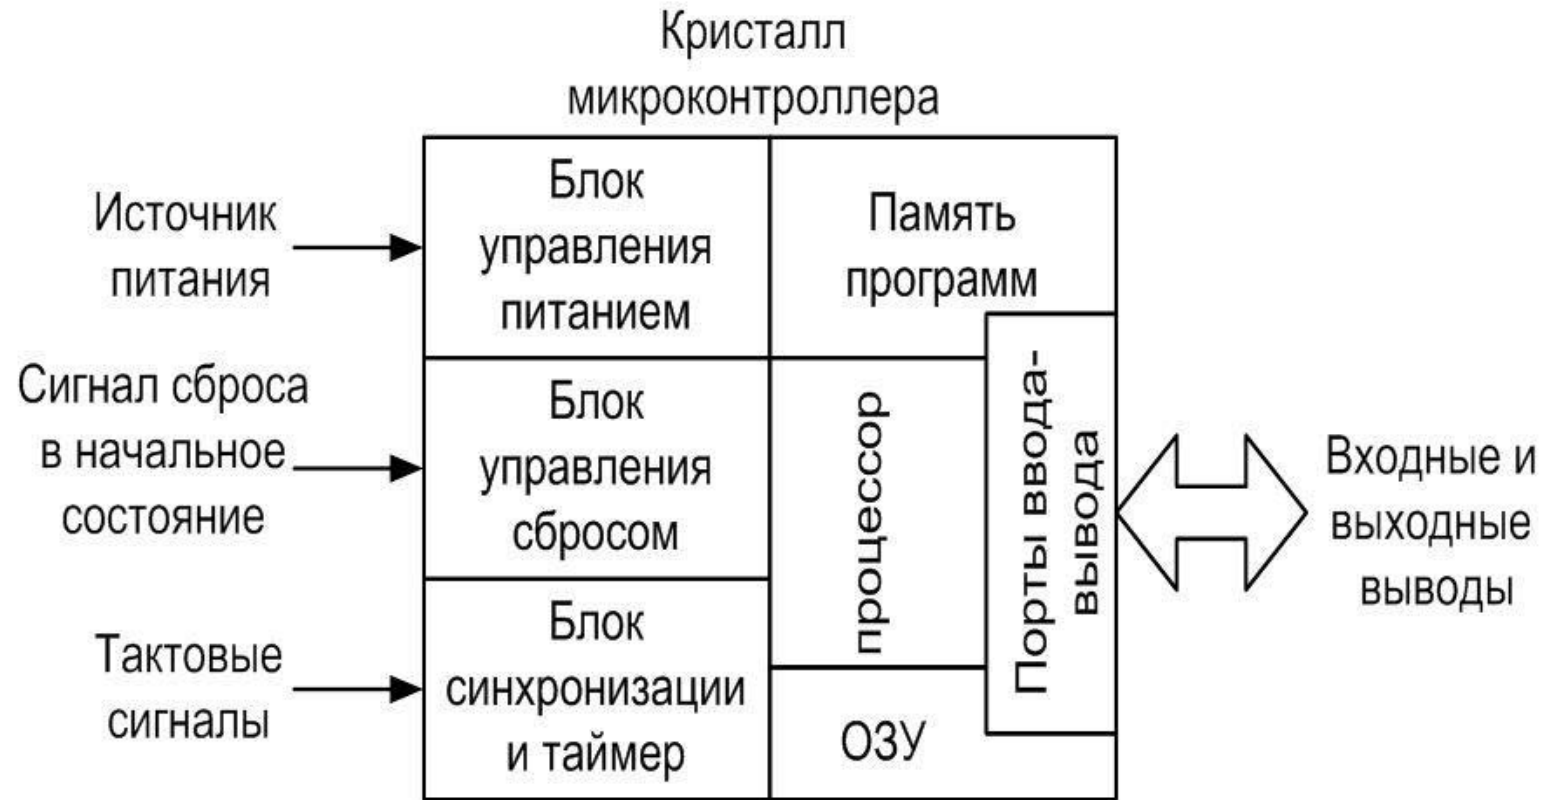 Кристалл
микроконтроллера
Источник
питания
Блок
управления
питанием
Память
программ
Сигнал сброса
в начальное
состояние
Блок
управления
сбросом
процессор
Порты ввода-
вывода
Входные и
выходные
выводы
Тактовые
сигналы
Блок
синхронизации
и таймер
ОЗУ